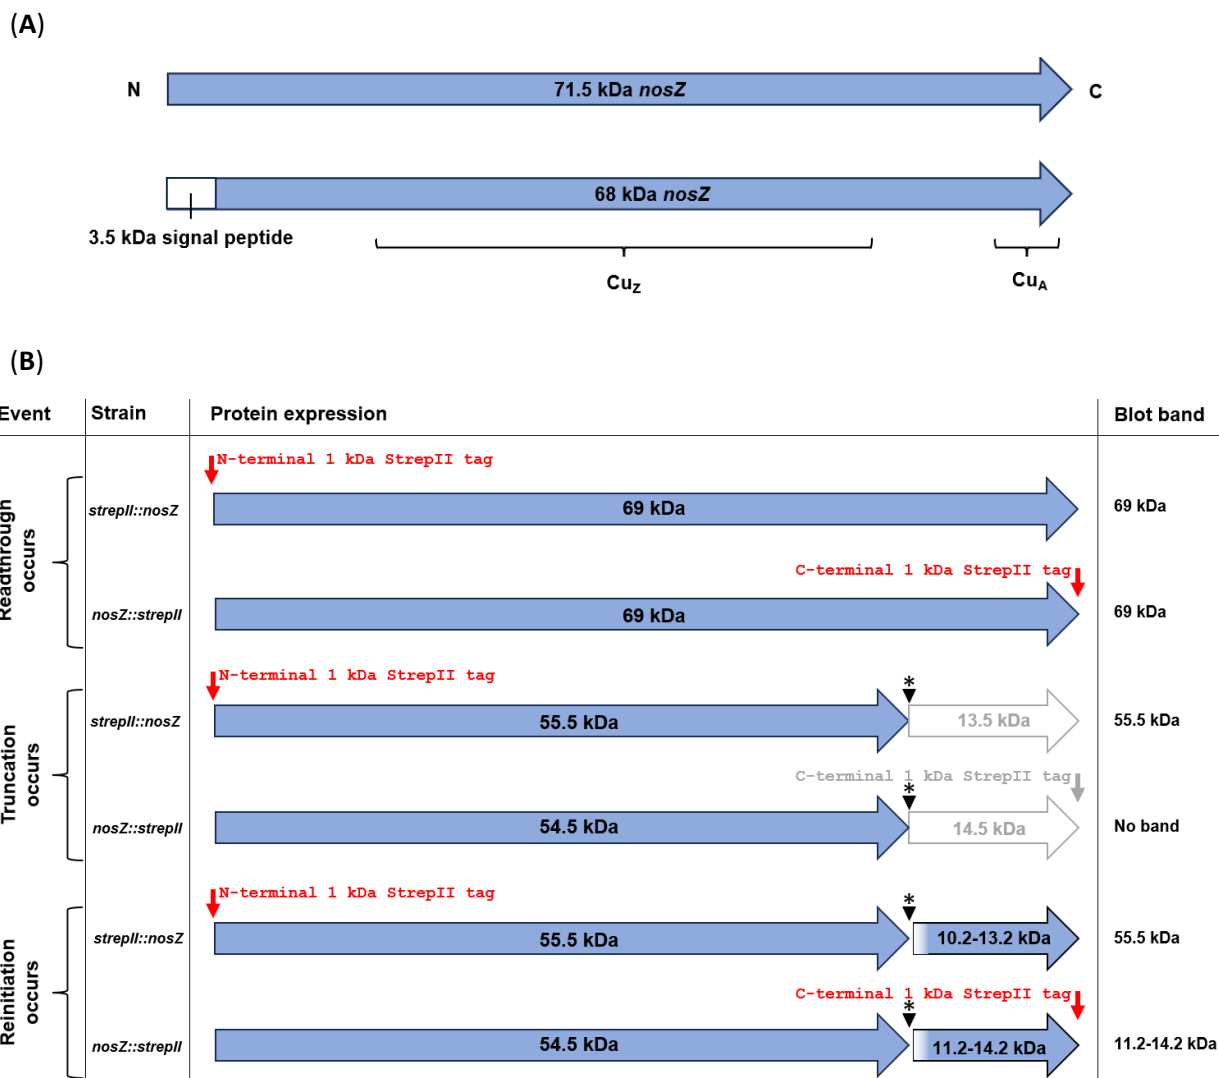 (A)
N
71.5 kDa nosZ
C
68 kDa nosZ
3.5 kDa signal peptide
CuZ
CuA
(B)
Event
Strain
Protein expression
Blot band
Readthrough
occurs
N-terminal 1 kDa StrepII tag
strepII::nosZ
69 kDa
69 kDa
C-terminal 1 kDa StrepII tag
nosZ::strepII
69 kDa
69 kDa
Truncation
occurs
N-terminal 1 kDa StrepII tag
*
strepII::nosZ
55.5 kDa
13.5 kDa
55.5 kDa
C-terminal 1 kDa StrepII tag
*
nosZ::strepII
54.5 kDa
14.5 kDa
No band
Reinitiation
occurs
N-terminal 1 kDa StrepII tag
*
strepII::nosZ
55.5 kDa
10.2-13.2 kDa
55.5 kDa
C-terminal 1 kDa StrepII tag
*
nosZ::strepII
54.5 kDa
11.2-14.2 kDa
11.2-14.2 kDa